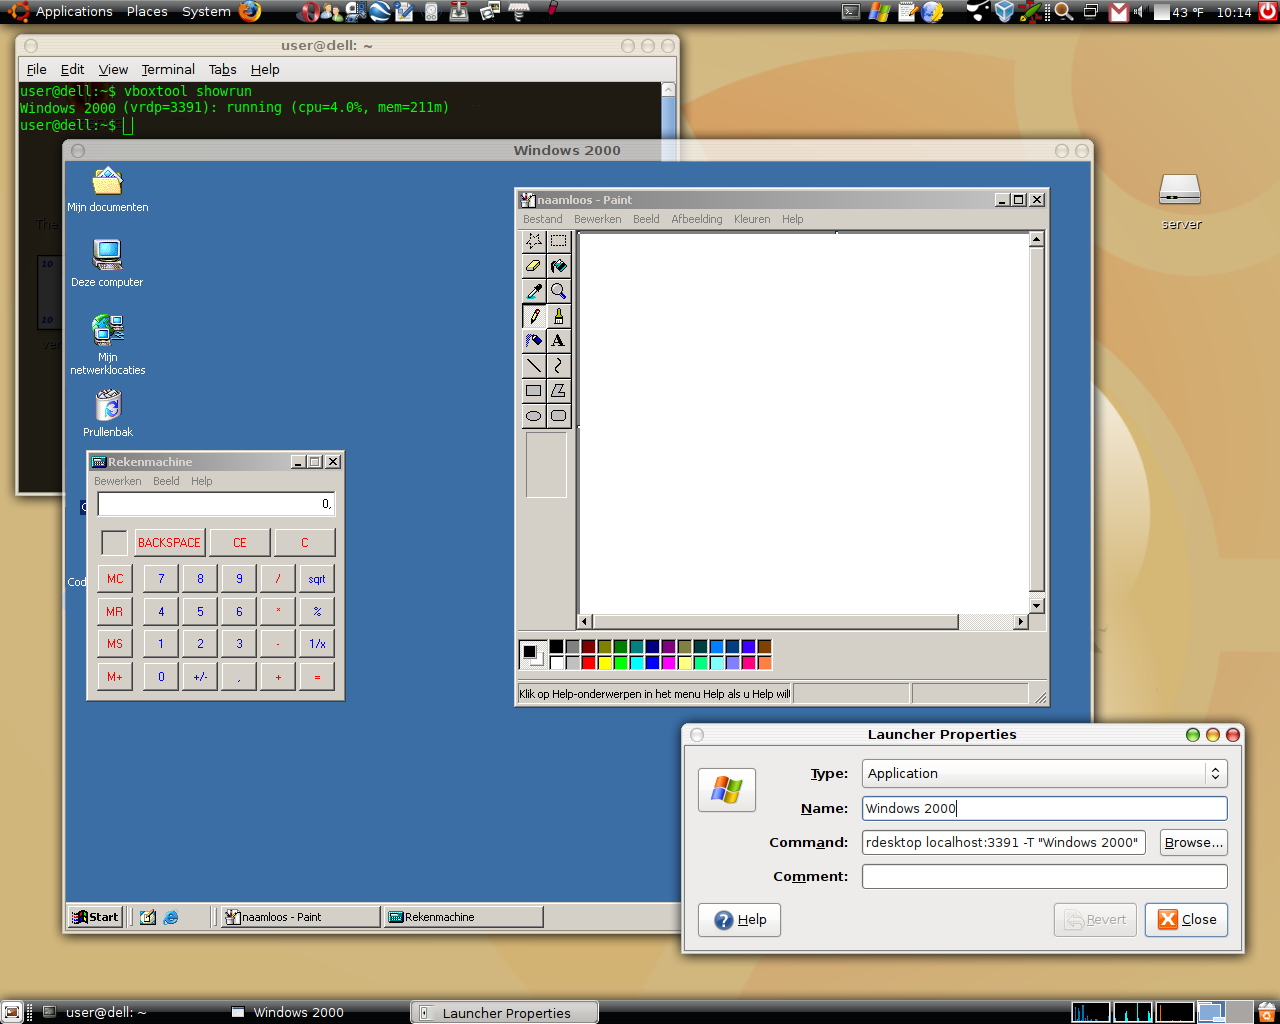 Applications Places System
43 °F 10:14
user@dell: ~
File Edit View Terminal Tabs Help
user@dell:~$ vboxtool showrun
Windows 2000 (vrdp=3391): running (cpu=4.0%, mem=211m)
user@dell:~$
Windows 2000
Mijn documenten
Deze computer
Mijn
netwerklocaties
Prullenbak
Cod
The
10
10
server
naamloos - Paint
Bestand Bewerken Beeld Afbeelding Kleuren Help
A
Klik op Help-onderwerpen in het menu Help als u Help wilt
Rekenmachine
Bewerken Beeld Help
0,
BACKSPACE CE C
MC 7 8 9 / sqrt
MR 4 5 6 * %
MS 1 2 3 - 1/x
M+ 0 +/- , + =
Start naamloos - Paint Rekenmachine
Launcher Properties
Type: Application
Name: Windows 2000
Command: rdesktop localhost:3391 -T "Windows 2000" Browse...
Comment:
Help Revert Close
user@dell: ~ Windows 2000 Launcher Properties